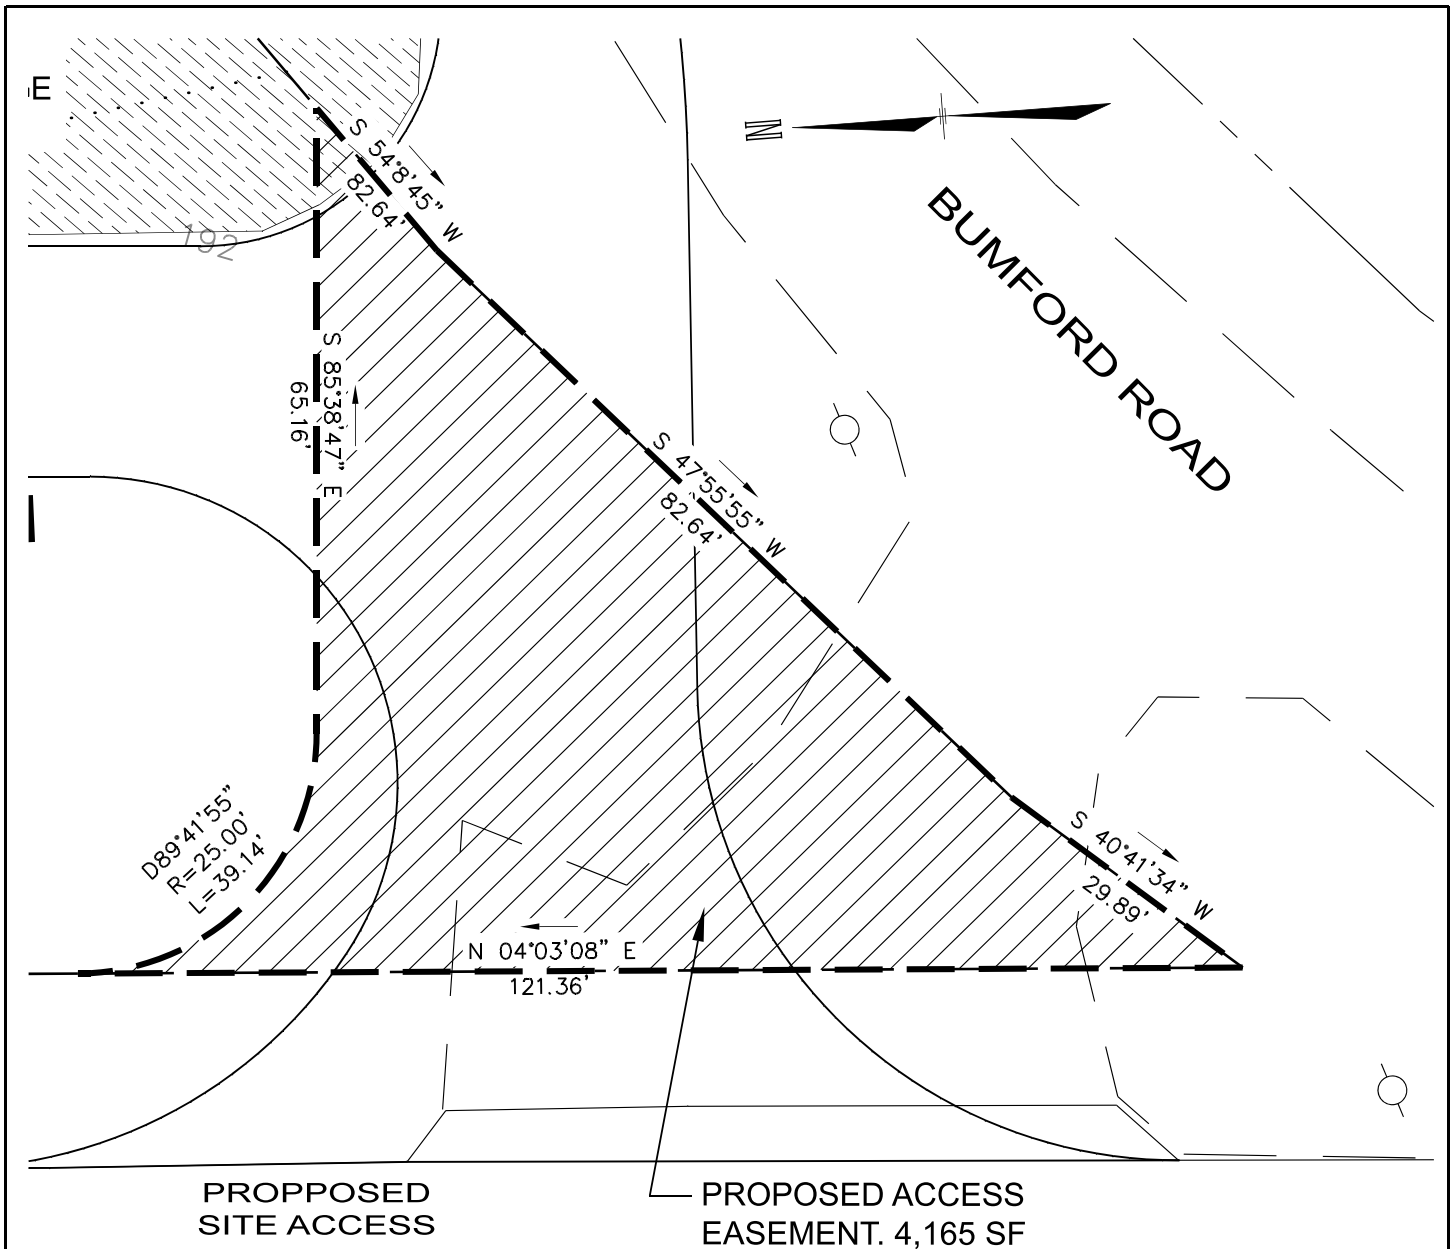 E
S 54°8'45" W
82.64'
N
BUMFORD ROAD
192
S 85°38'47" E
65.16'
S 47°55'55" W
82.64'
D89°41'55"
R=25.00'
L=39.14'
S 40°41'34" W
29.89'
N 04°03'08" E
121.36'
PROPPOSED
SITE ACCESS
PROPOSED ACCESS
EASEMENT. 4,165 SF